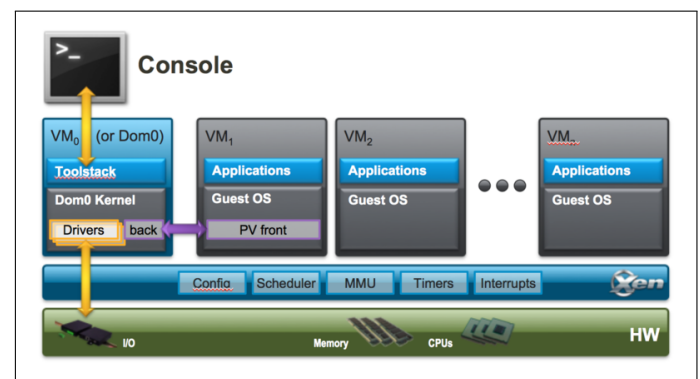 >_
Console
VM0 (or Dom0)
VM1
VM2
VMn
Toolstack
Applications
Applications
Applications
Dom0 Kernel
Guest OS
Guest OS
Guest OS
Drivers
back
PV front
Config
Scheduler
MMU
Timers
Interrupts
Xen
I/O
Memory
CPUs
HW